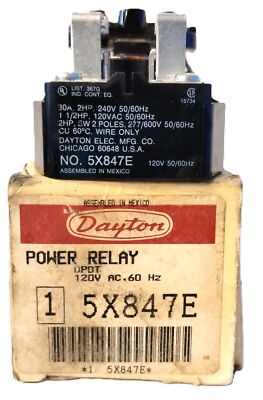 LIST. 367G
IND. CONT. EQ.
15734
30A, 2HP, 240V 50/60Hz
1 1/2HP, 120VAC 50/60Hz
2HP, SW 2 POLES, 277/600V 50/60Hz
CU 60°C. WIRE ONLY
DAYTON ELEC. MFG. CO.
CHICAGO 60648 U.S.A.
NO. 5X847E 120V 50/60Hz
ASSEMBLED IN MEXICO
ASSEMBLED IN MEXICO
Dayton
POWER RELAY
DPDT
120V AC.60 Hz
1 5X847E
*1 5X847E*